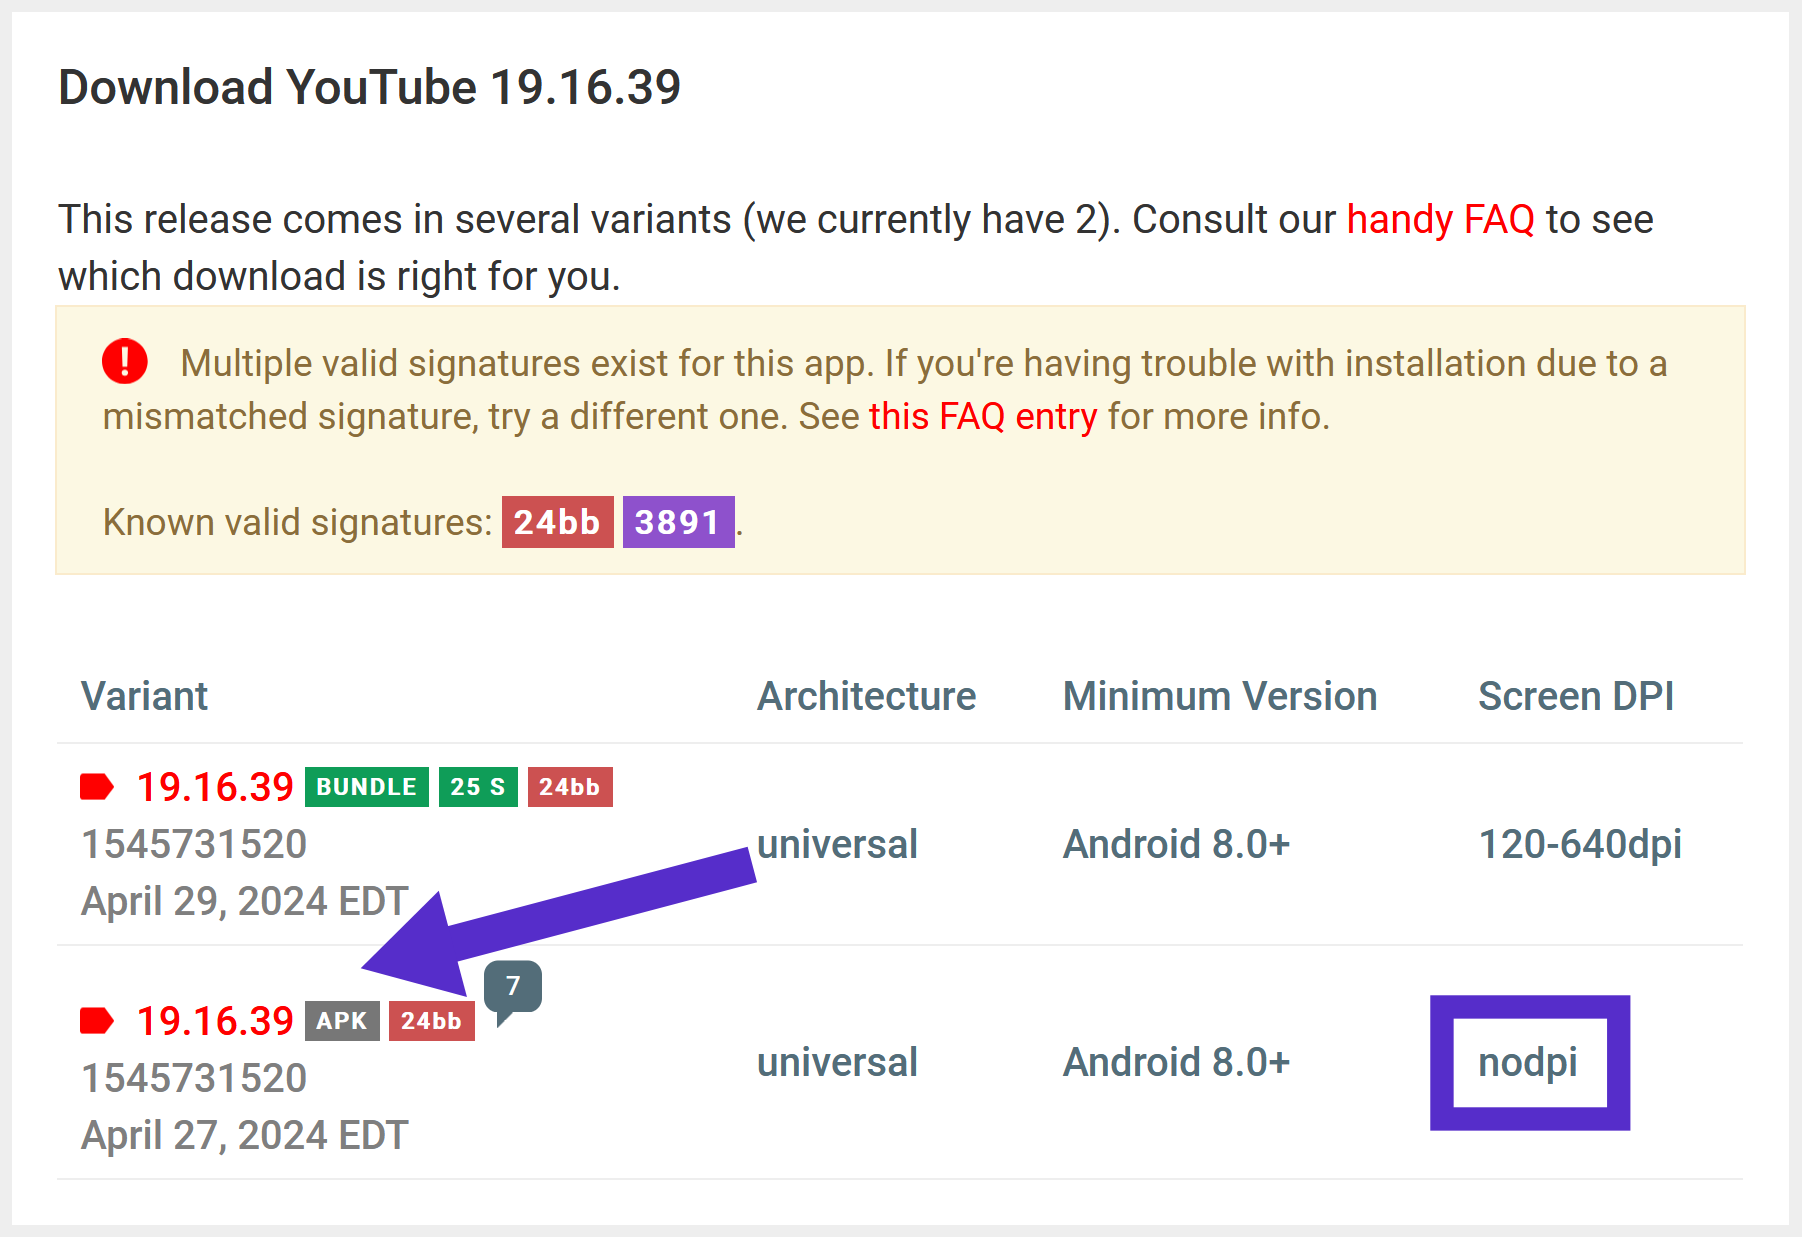 Download YouTube 19.16.39
This release comes in several variants (we currently have 2). Consult our handy FAQ to see
which download is right for you.
! Multiple valid signatures exist for this app. If you're having trouble with installation due to a
mismatched signature, try a different one. See this FAQ entry for more info.
Known valid signatures: 24bb 3891.
Variant Architecture Minimum Version Screen DPI
19.16.39 BUNDLE 25 S 24bb
1545731520 universal Android 8.0+ 120-640dpi
April 29, 2024 EDT
7
19.16.39 APK 24bb
universal Android 8.0+ nodpi
1545731520
April 27, 2024 EDT